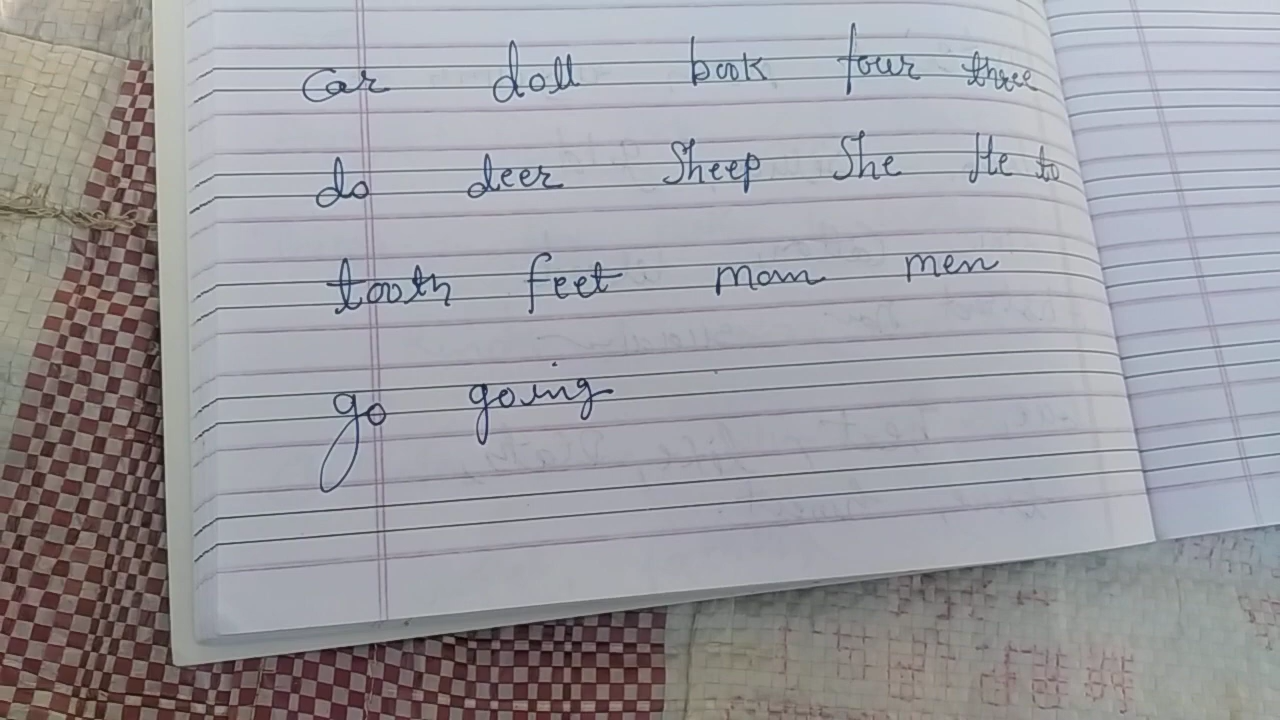 Car doll book four three
do deer Sheep She He to
tooth feet mom men
go going